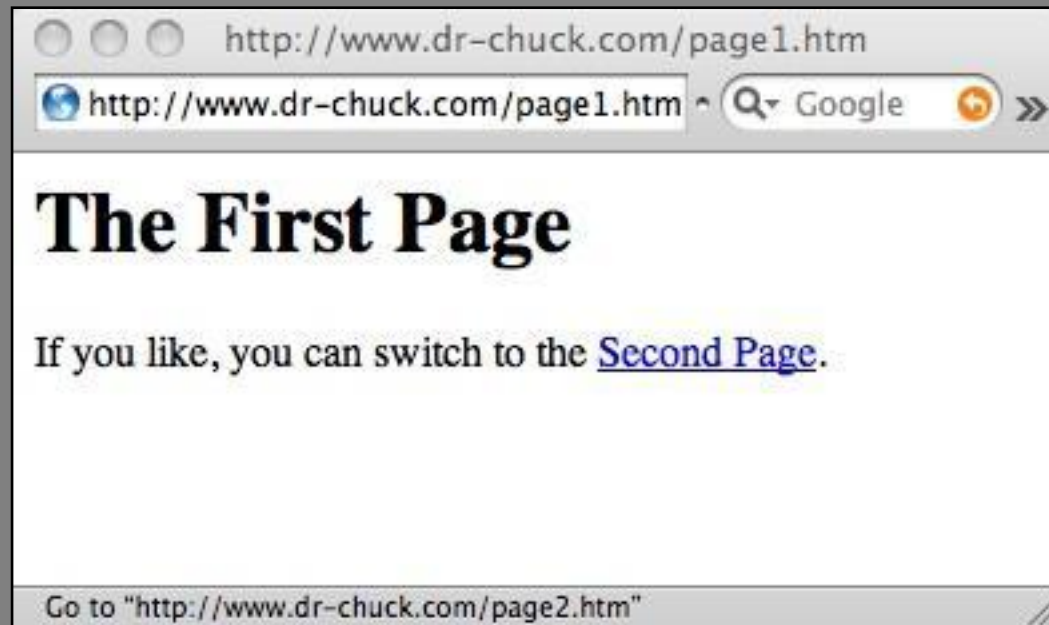 http://www.dr-chuck.com/page1.htm
http://www.dr-chuck.com/page1.htm Google
The First Page
If you like, you can switch to the Second Page.
Go to “http://www.dr-chuck.com/page2.htm”